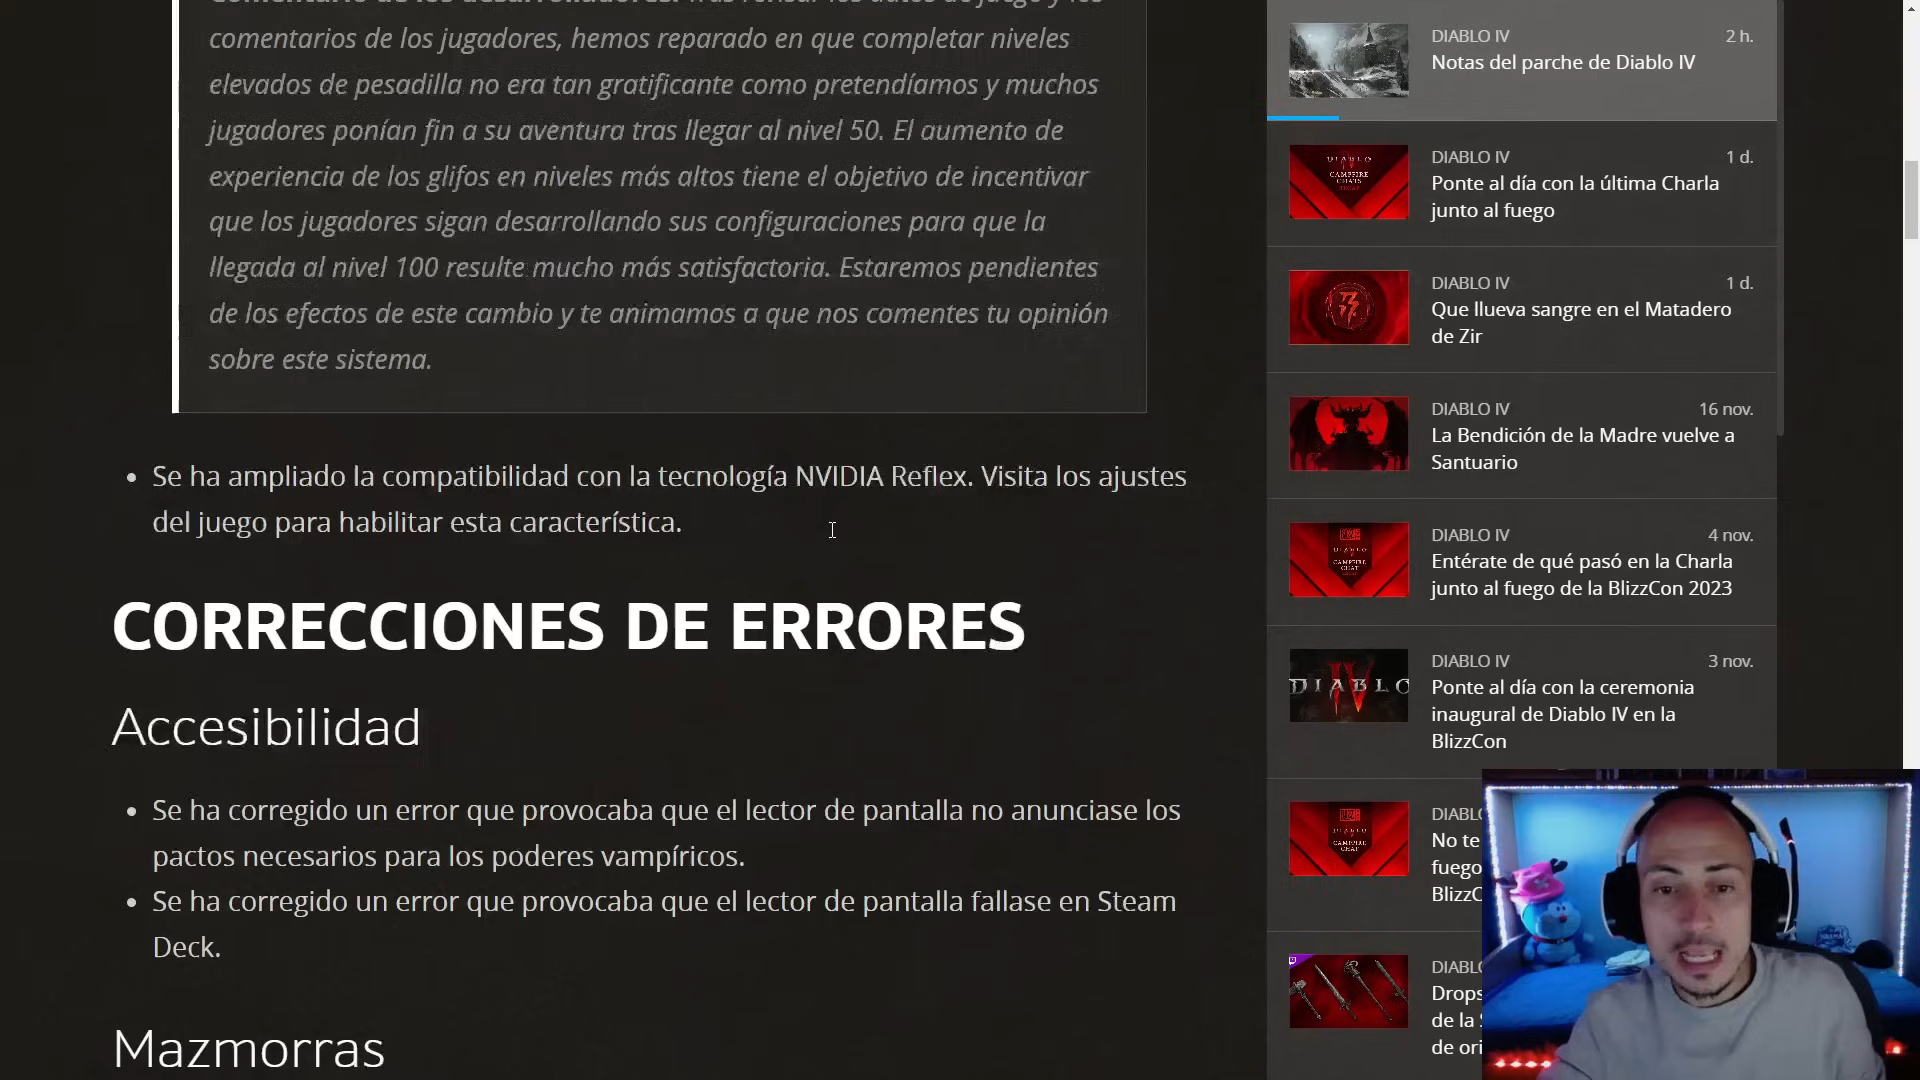 comentarios de los jugadores, hemos reparado en que completar niveles
elevados de pesadilla no era tan gratificante como pretendíamos y muchos
jugadores ponían fin a su aventura tras llegar al nivel 50. El aumento de
experiencia de los glifos en niveles más altos tiene el objetivo de incentivar
que los jugadores sigan desarrollando sus configuraciones para que la
llegada al nivel 100 resulte mucho más satisfactoria. Estaremos pendientes
de los efectos de este cambio y te animamos a que nos comentes tu opinión
sobre este sistema.
Se ha ampliado la compatibilidad con la tecnología NVIDIA Reflex. Visita los ajustes
del juego para habilitar esta característica.
CORRECCIONES DE ERRORES
Accesibilidad
Se ha corregido un error que provocaba que el lector de pantalla no anunciase los
pactos necesarios para los poderes vampíricos.
Se ha corregido un error que provocaba que el lector de pantalla fallase en Steam
Deck.
Mazmorras
DIABLO IV 2 h.
Notas del parche de Diablo IV
DIABLO IV 1 d.
Ponte al día con la última Charla
junto al fuego
DIABLO IV 1 d.
Que llueva sangre en el Matadero
de Zir
DIABLO IV 16 nov.
La Bendición de la Madre vuelve a
Santuario
DIABLO IV 4 nov.
Entérate de qué pasó en la Charla
junto al fuego de la BlizzCon 2023
DIABLO IV 3 nov.
Ponte al día con la ceremonia
inaugural de Diablo IV en la
BlizzCon
DIABLO
No te
fuego
BlizzC
Drops
de la
de ori